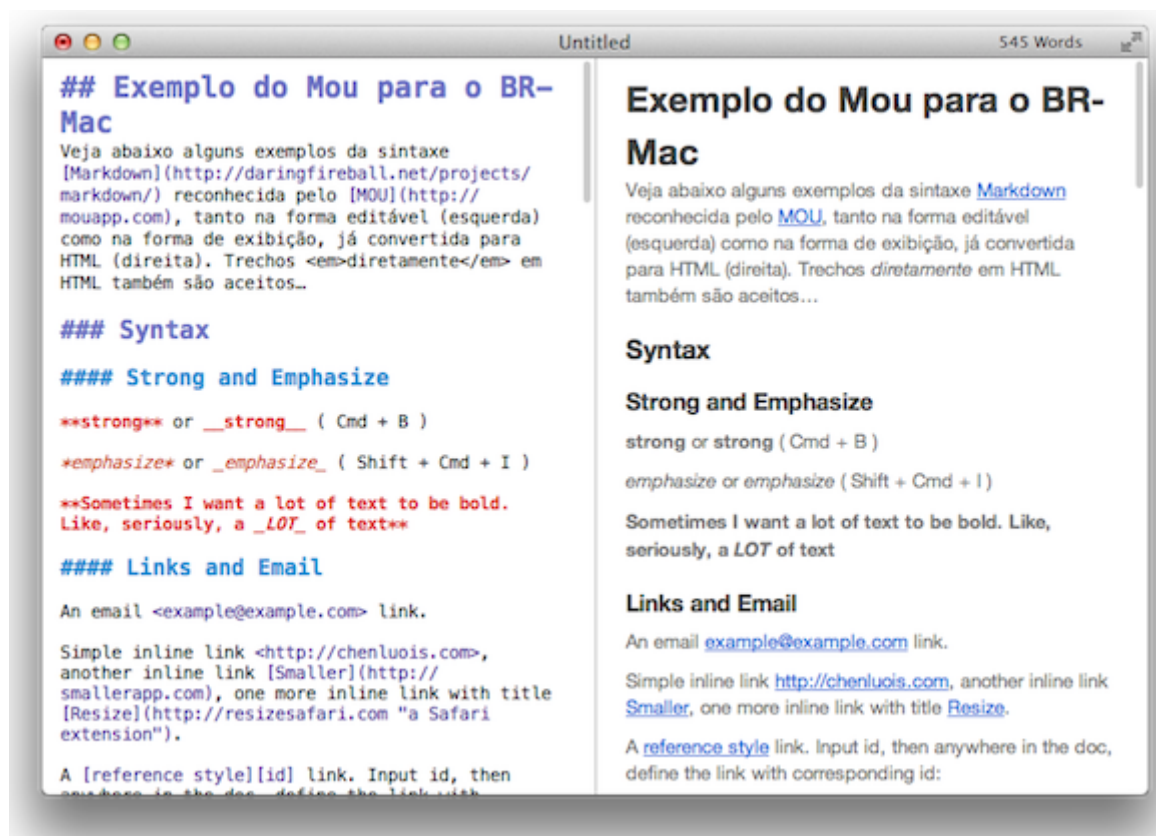 Untitled
545 Words
## Exemplo do Mou para o BR-
Mac
Veja abaixo alguns exemplos da sintaxe
[Markdown](http://daringfireball.net/projects/
markdown/) reconhecida pelo [MOU](http://
mouapp.com), tanto na forma editável (esquerda)
como na forma de exibição, já convertida para
HTML (direita). Trechos <em>diretamente</em> em
HTML também são aceitos…
### Syntax
#### Strong and Emphasize
**strong** or __strong__ ( Cmd + B )
*emphasize* or _emphasize_ ( Shift + Cmd + I )
**Sometimes I want a lot of text to be bold.
Like, seriously, a _LOT_ of text**
#### Links and Email
An email <example@example.com> link.
Simple inline link <http://chenluois.com>,
another inline link [Smaller](http://
smallerapp.com), one more inline link with title
[Resize](http://resizesafari.com "a Safari
extension").
A [reference style][id] link. Input id, then
anywhere in the doc, define the link with
Exemplo do Mou para o BR-
Mac
Veja abaixo alguns exemplos da sintaxe Markdown
reconhecida pelo MOU, tanto na forma editável
(esquerda) como na forma de exibição, já convertida
para HTML (direita). Trechos diretamente em HTML
também são aceitos…
Syntax
Strong and Emphasize
strong or strong ( Cmd + B )
emphasize or emphasize ( Shift + Cmd + I )
Sometimes I want a lot of text to be bold. Like,
seriously, a LOT of text
Links and Email
An email example@example.com link.
Simple inline link http://chenluois.com, another inline link
Smaller, one more inline link with title Resize.
A reference style link. Input id, then anywhere in the doc,
define the link with corresponding id: